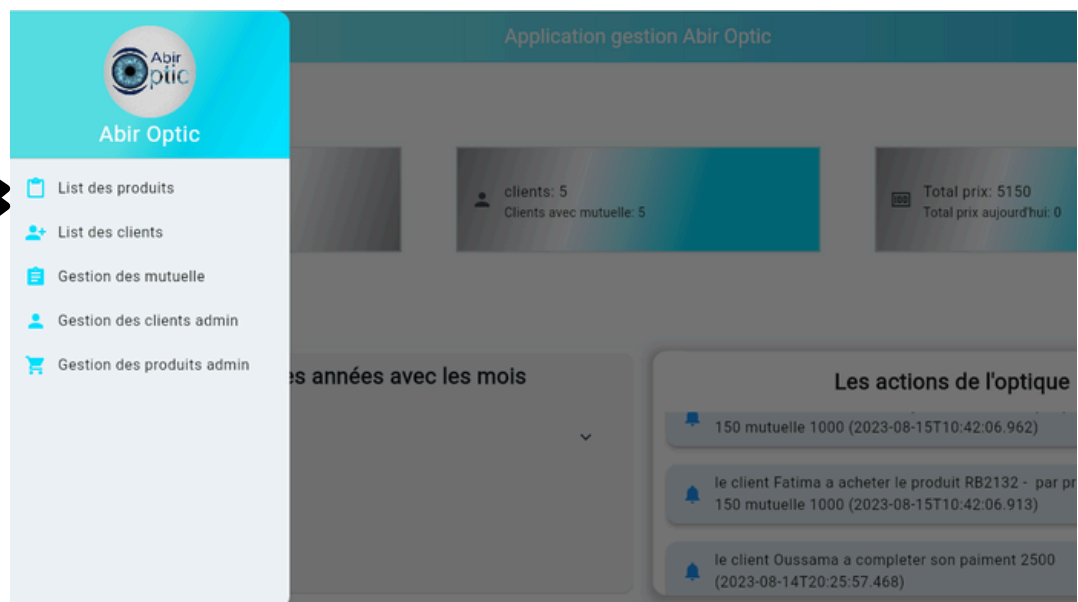 Application gestion Abir Optic
Abir
Optic
Abir Optic
List des produits
List des clients
Gestion des mutuelle
Gestion des clients admin
Gestion des produits admin
clients: 5
Clients avec mutuelle: 5
Total prix: 5150
Total prix aujourd'hui: 0
années avec les mois
Les actions de l'optique
150 mutuelle 1000 (2023-08-15T10:42:06.962)
le client Fatima a acheter le produit RB2132 - par
150 mutuelle 1000 (2023-08-15T10:42:06.913)
le client Oussama a completer son paiment 2500
(2023-08-14T20:25:57.468)